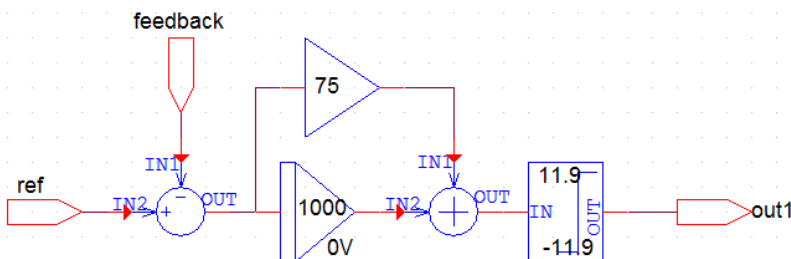 feedback
75
IN1
IN1
ref
IN2
+
-
OUT
1000
0V
IN2
OUT
11.9
IN
OUT
-11.9
out1